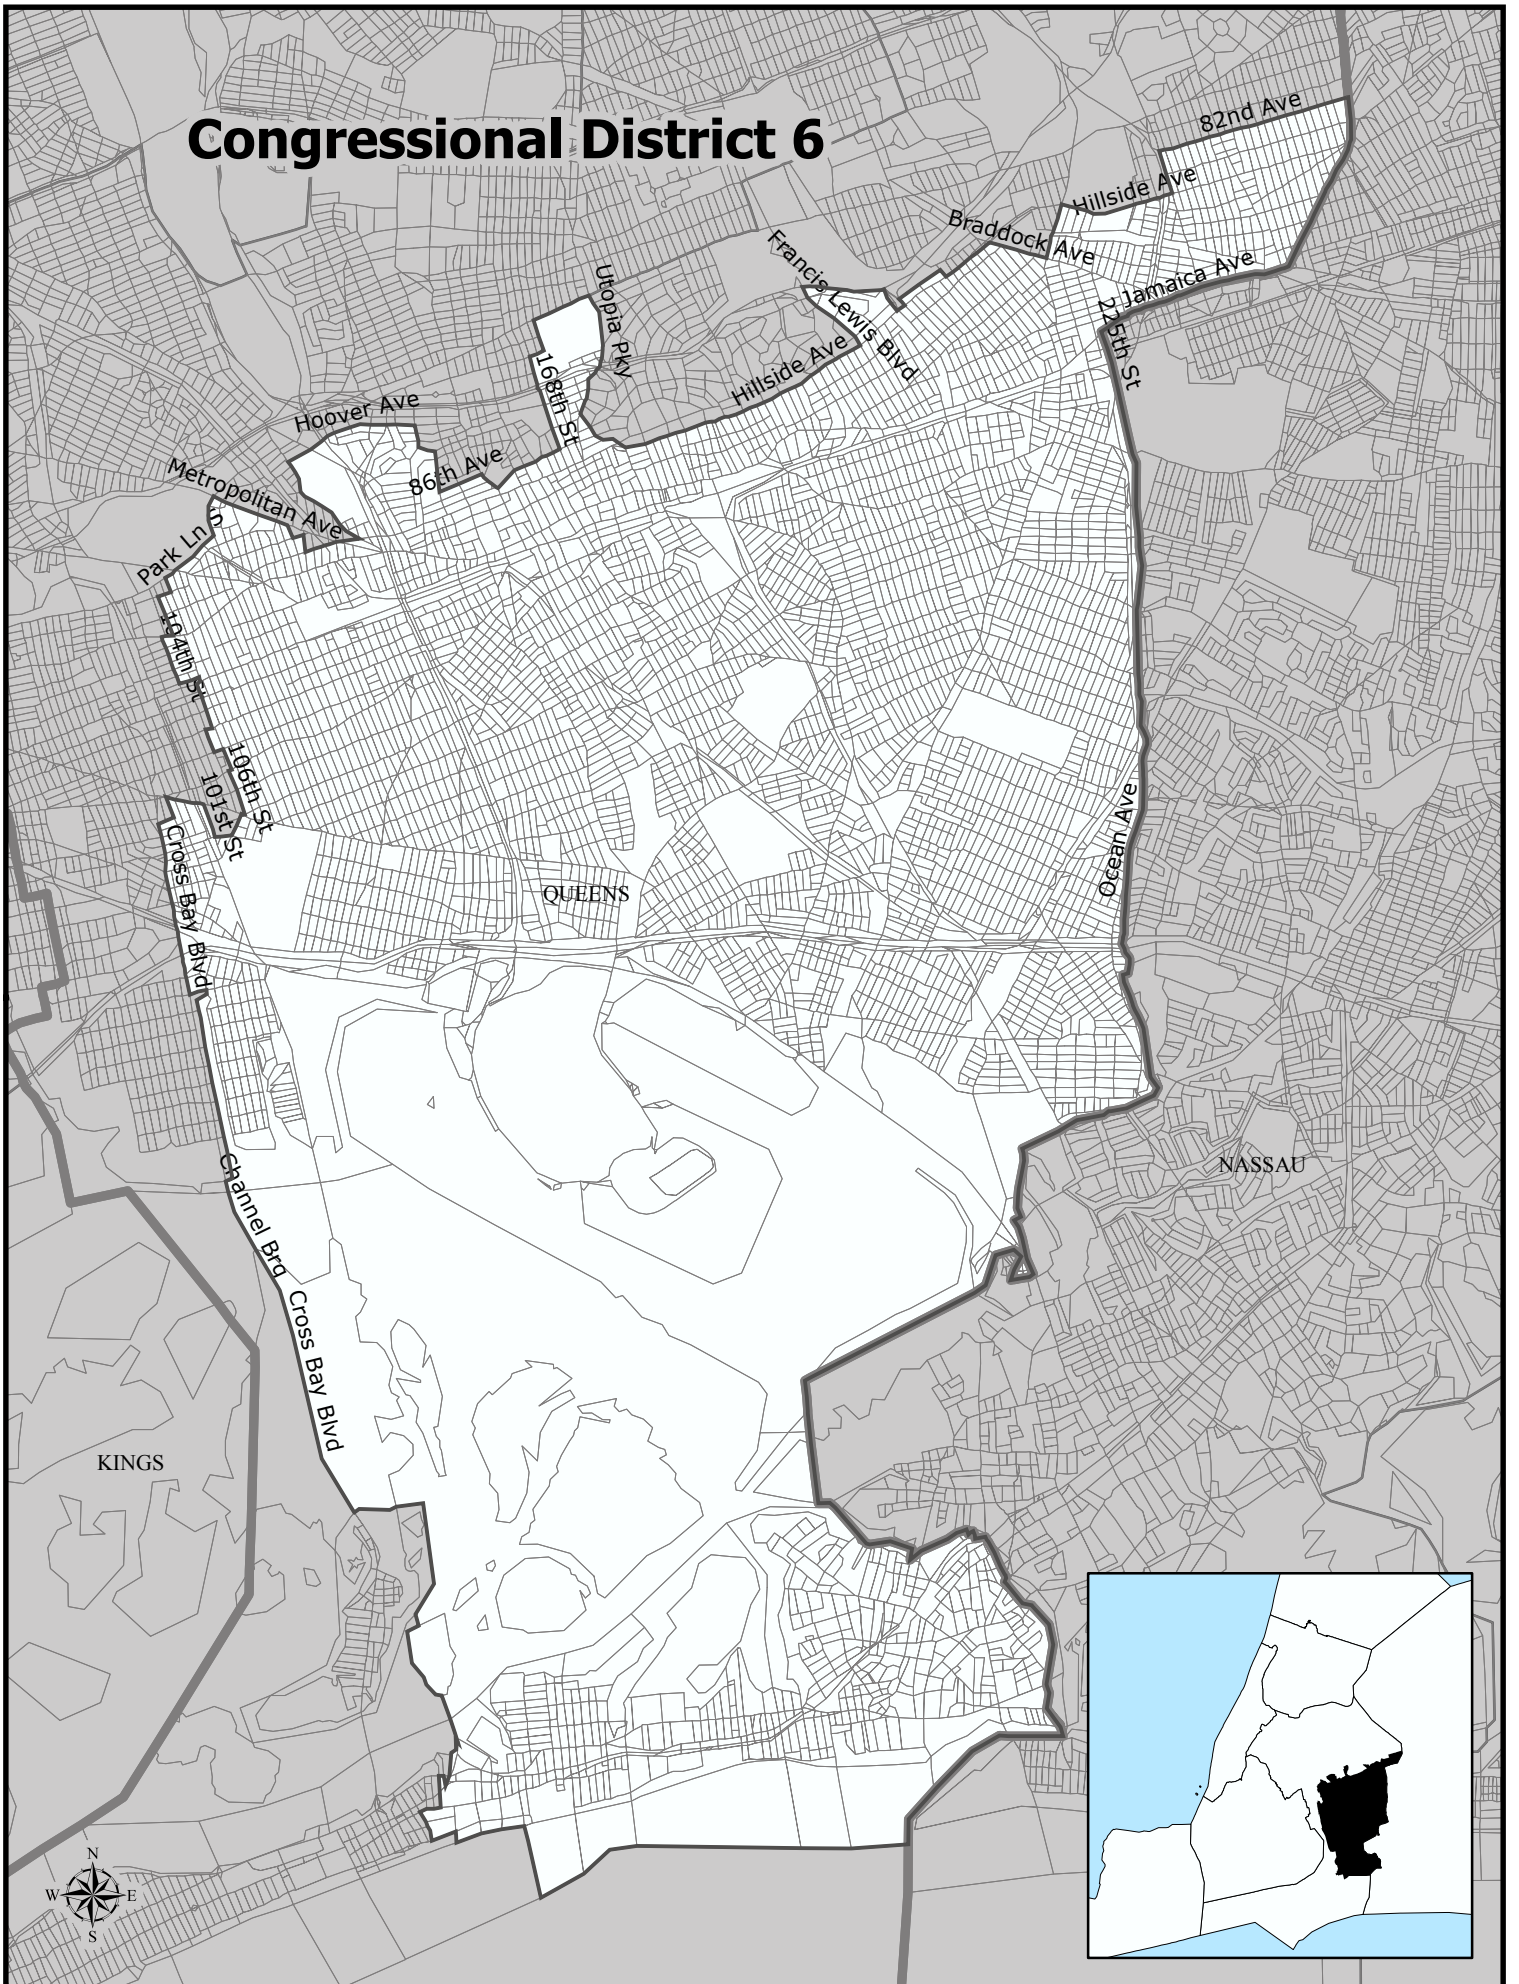 82nd Ave
Congressional District 6
Hillside Ave
Braddock Ave
Francis Lewis Blvd
Jamaica Ave
Utopia Pky
225th St
Hillside Ave
168th St
Hoover Ave
86th Ave
Metropolitan Ave
Park Ln S
104th St
106th St
101st St
Ocean Ave
Cross Bay Blvd
QUEENS
Channel Brg
NASSAU
Cross Bay Blvd
KINGS
N
W
E
S